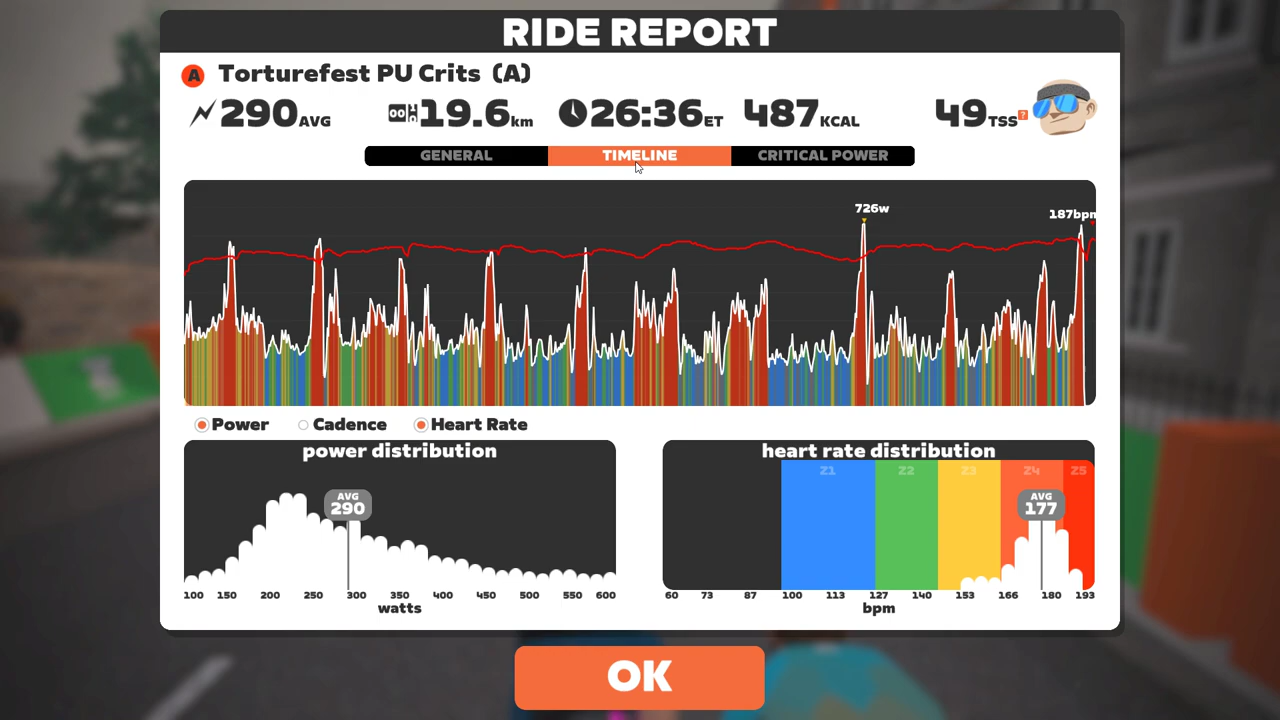 RIDE REPORT
A Torturefest PU Crits (A)
290AVG 19.6km 26:36ET 487KCAL 49TSS?
GENERAL TIMELINE CRITICAL POWER
726w
187bpm
Power Cadence Heart Rate
power distribution
AVG
290
100 150 200 250 300 350 400 450 500 550 600
watts
heart rate distribution
Z1 Z2 Z3 Z4 Z5
AVG
177
60 73 87 100 113 127 140 153 166 180 193
bpm
OK